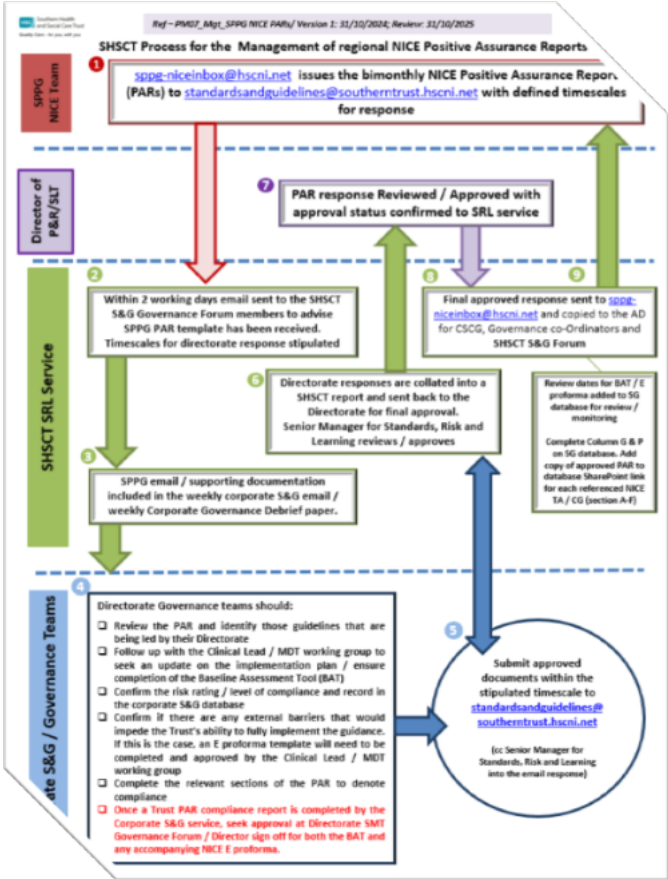 Southern Health
and Social Care Trust
Quality Care - for you, with you
Ref – PM07_Mgt_SPPG NICE PARs/ Version 1: 31/10/2024; Review: 31/10/2025
SHSCT Process for the Management of regional NICE Positive Assurance Reports
SPPG
NICE Team
1
sppg-niceinbox@hscni.net issues the bimonthly NICE Positive Assurance Repor
(PARs) to standardsandguidelines@southerntrust.hscni.net with defined timescales
for response
Director of
P&R/SLT
7
PAR response Reviewed / Approved with
approval status confirmed to SRL service
SHSCT SRL Service
2
Within 2 working days email sent to the SHSCT
S&G Governance Forum members to advise
SPPG PAR template has been received.
Timescales for directorate response stipulated
8
9
Final approved response sent to sppg-
niceinbox@hscni.net and copied to the AD
for CSCG, Governance co-Ordinators and
SHSCT S&G Forum
6
Directorate responses are collated into a
SHSCT report and sent back to the
Directorate for final approval.
Senior Manager for Standards, Risk and
Learning reviews / approves
Review dates for BAT / E
proforma added to SG
database for review /
monitoring
Complete Column G & P
on SG database. Add
copy of approved PAR to
database SharePoint link
for each referenced NICE
TA / CG (section A-F)
3
SPPG email / supporting documentation
included in the weekly corporate S&G email /
weekly Corporate Governance Debrief paper.
ate S&G / Governance Teams
4
Directorate Governance teams should:
❑ Review the PAR and identify those guidelines that are
being led by their Directorate
❑ Follow up with the Clinical Lead / MDT working group to
seek an update on the implementation plan / ensure
completion of the Baseline Assessment Tool (BAT)
❑ Confirm the risk rating / level of compliance and record in
the corporate S&G database
❑ Confirm if there are any external barriers that would
impede the Trust's ability to fully implement the guidance.
If this is the case, an E proforma template will need to be
completed and approved by the Clinical Lead / MDT
working group
❑ Complete the relevant sections of the PAR to denote
compliance
❑ Once a Trust PAR compliance report is completed by the
Corporate S&G service, seek approval at Directorate SMT
Governance Forum / Director sign off for both the BAT and
any accompanying NICE E proforma.
5
Submit approved
documents within the
stipulated timescale to
standardsandguidelines@
southerntrust.hscni.net
(cc Senior Manager for
Standards, Risk and Learning
into the email response)